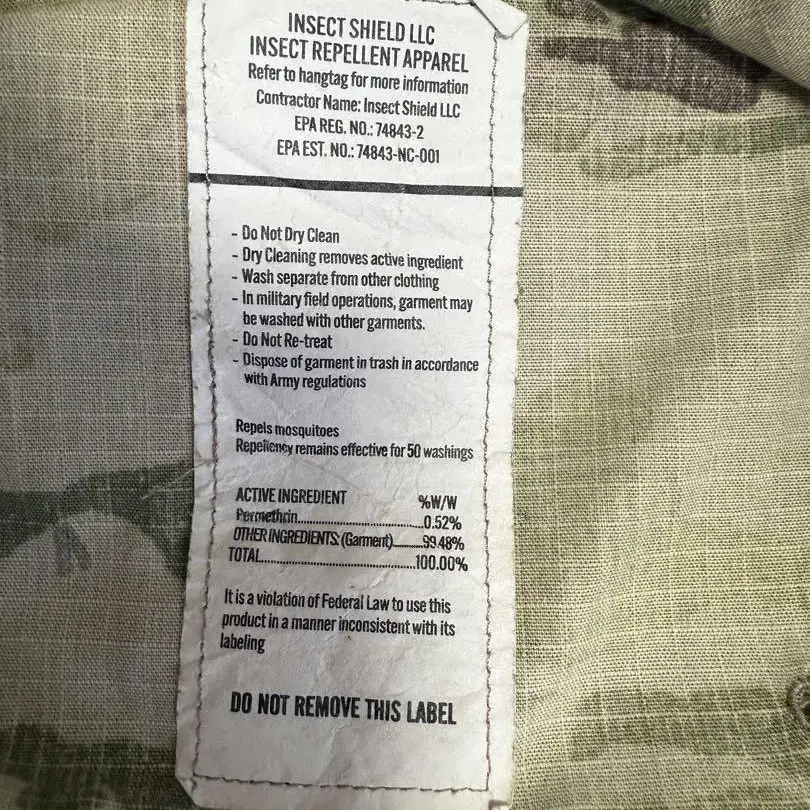 INSECT SHIELD LLC
INSECT REPELLENT APPAREL
Refer to hangtag for more information
Contractor Name: Insect Shield LLC
EPA REG. NO.: 74843-2
EPA EST. NO.: 74843-NC-001
- Do Not Dry Clean
- Dry Cleaning removes active ingredient
- Wash separate from other clothing
- In military field operations, garment may
be washed with other garments.
- Do Not Re-treat
- Dispose of garment in trash in accordance
with Army regulations
Repels mosquitoes
Repellency remains effective for 50 washings
ACTIVE INGREDIENT %W/W
Permethrin..........0.52%
OTHER INGREDIENTS: (Garment)..........99.48%
TOTAL..........100.00%
It is a violation of Federal Law to use this
product in a manner inconsistent with its
labeling
DO NOT REMOVE THIS LABEL